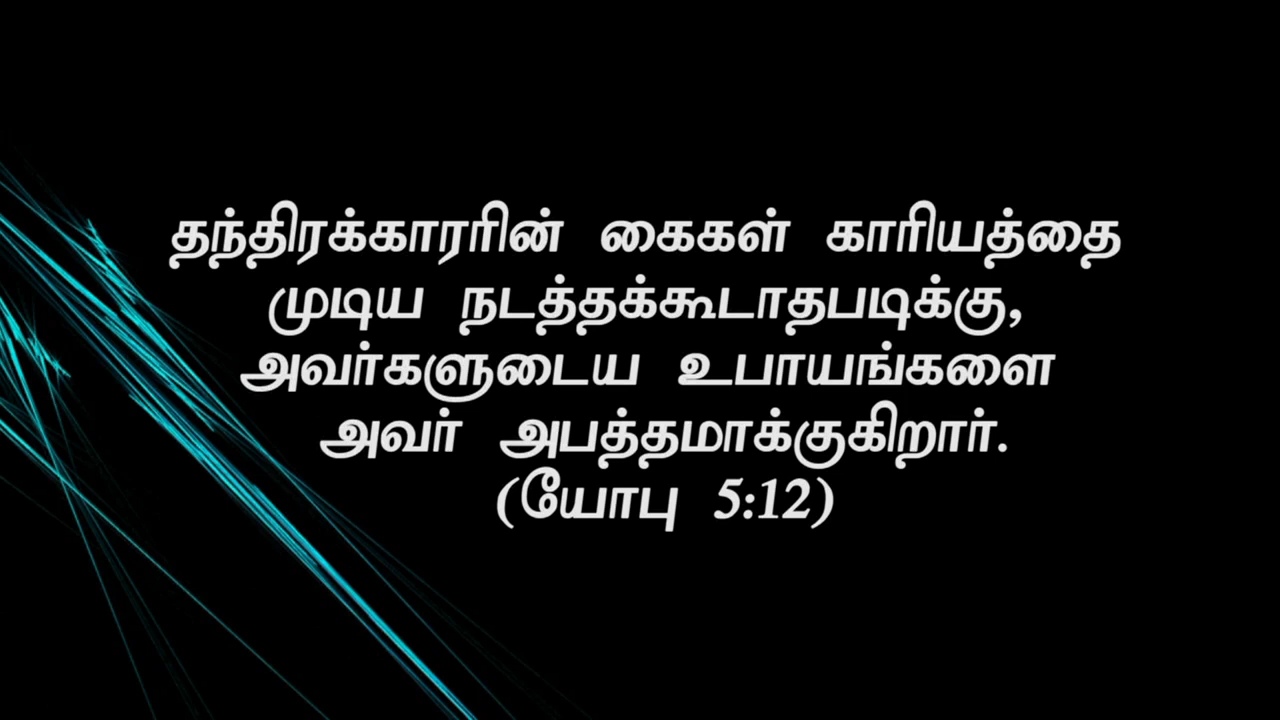 தந்திரக்காரரின் கைகள் காரியத்தை
முடிய நடத்தக்கூடாதபடிக்கு,
அவர்களுடைய உபாயங்களை
அவர் அபத்தமாக்குகிறார்.
(யோபு 5:12)